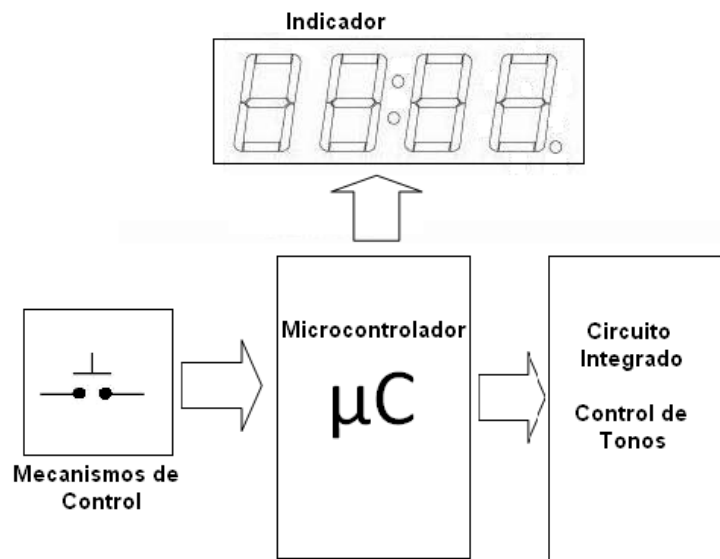 Indicador
Microcontrolador
µC
Circuito
Integrado
Control de
Tonos
Mecanismos de
Control